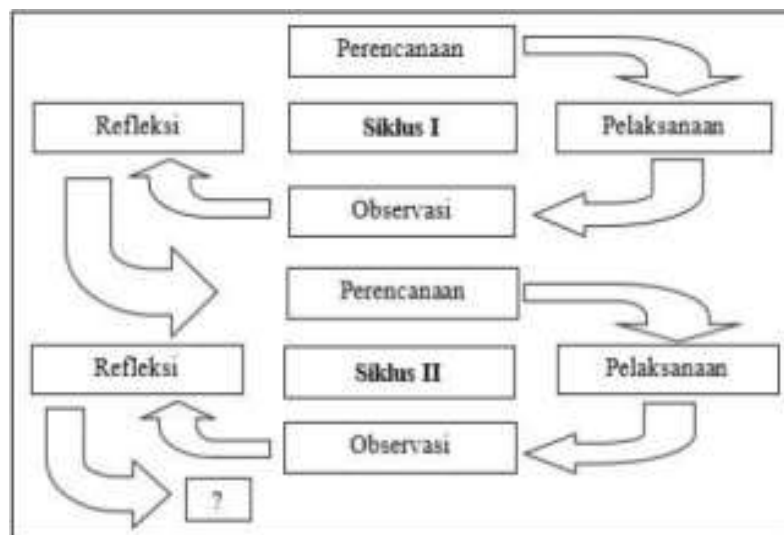 Perencanaan
Refleksi
Siklus I
Pelaksanaan
Observasi
Perencanaan
Refleksi
Siklus II
Pelaksanaan
Observasi
?